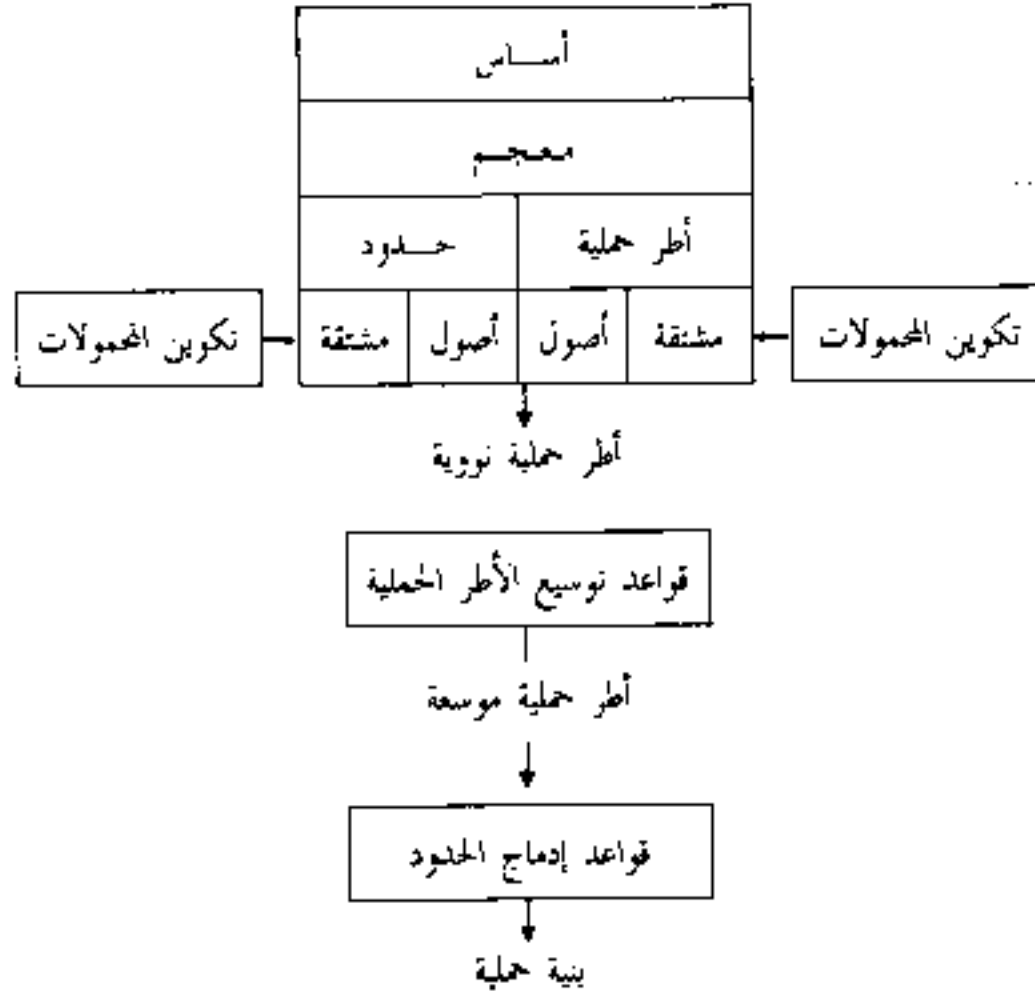 أساس
معجم
أطر حملية
حدود
تكوين المحمولات
مشتقة
أصول
أصول
مشتقة
تكوين المحمولات
أطر حملية نووية
قواعد توسيع الأطر الحملية
أطر حملية موسعة
قواعد إدماج الحدود
بنية حملية